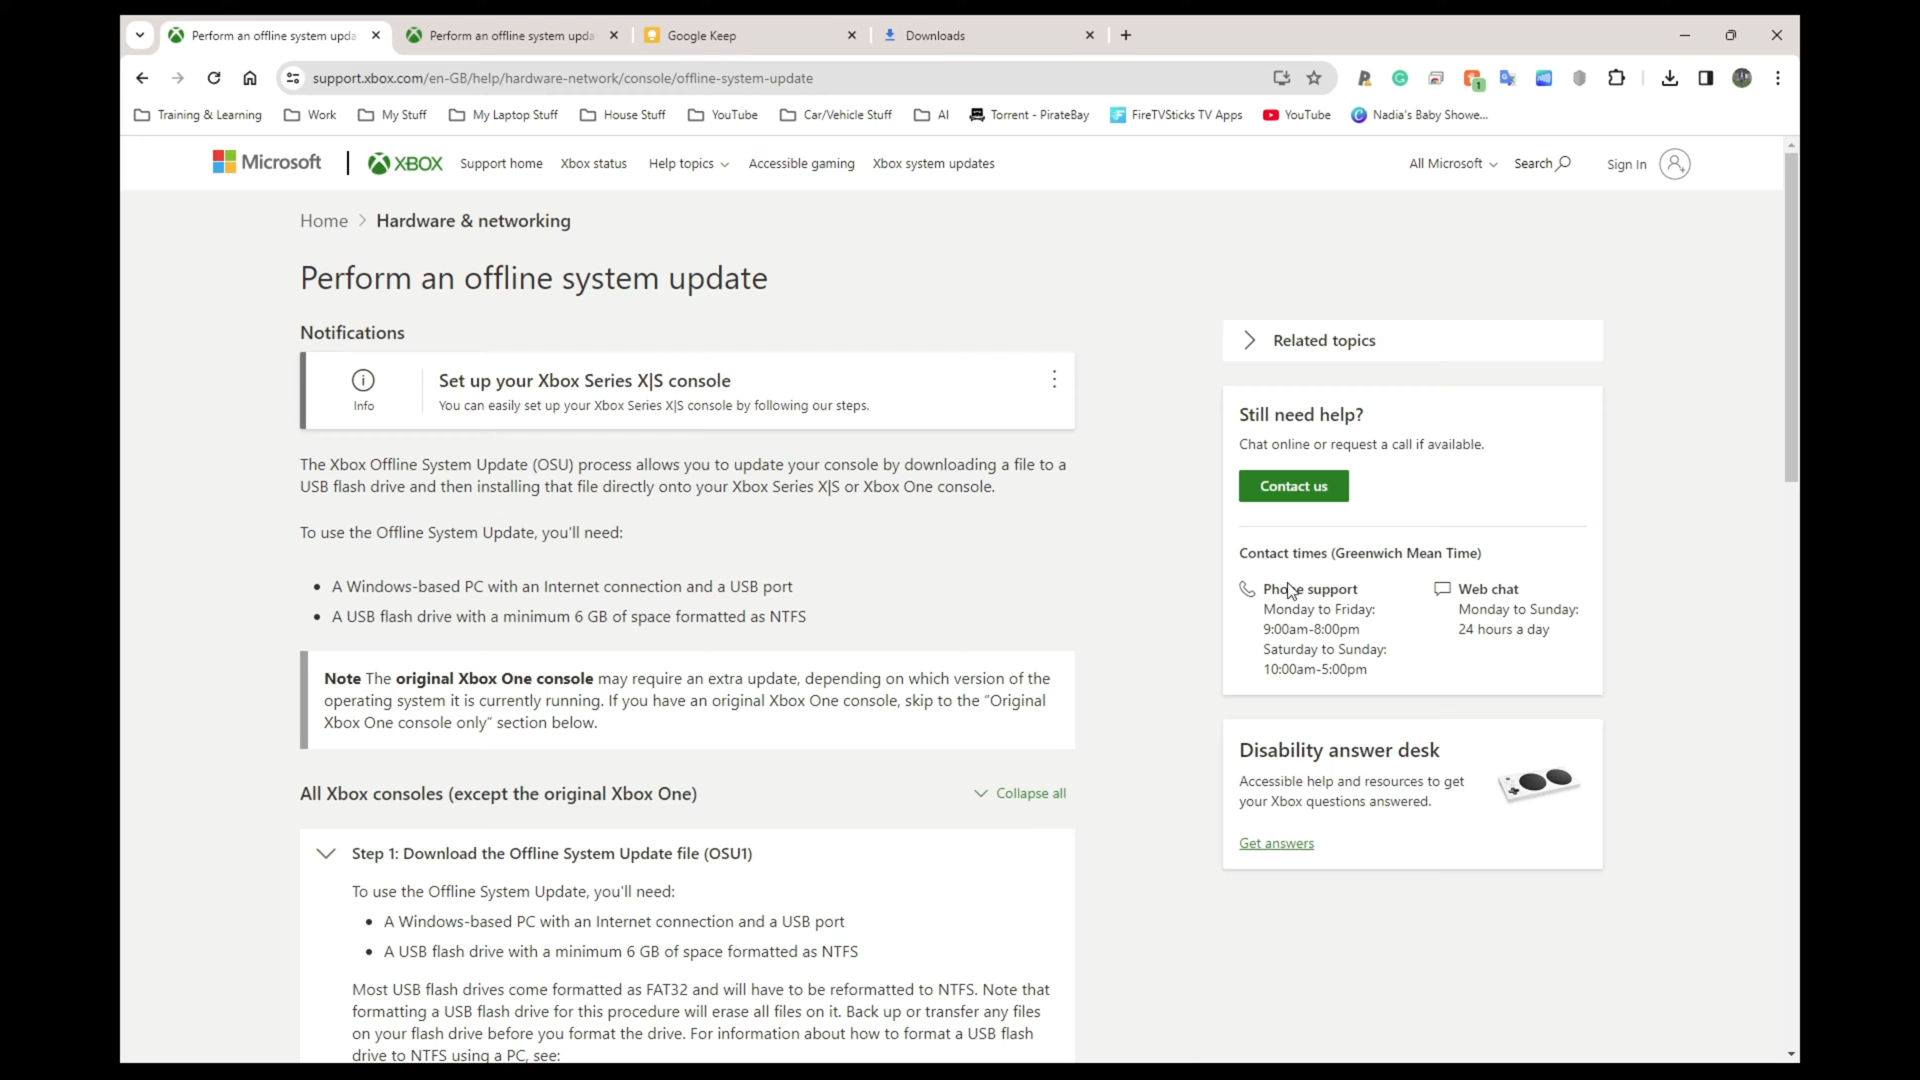 Perform an offline system upda
Perform an offline system upda
Google Keep
Downloads
support.xbox.com/en-GB/help/hardware-network/console/offline-system-update
1
Training & Learning
Work
My Stuff
My Laptop Stuff
House Stuff
YouTube
Car/Vehicle Stuff
AI
Torrent - PirateBay
FireTVSticks TV Apps
YouTube
Nadia's Baby Showe...
Microsoft
XBOX
Support home
Xbox status
Help topics
Accessible gaming
Xbox system updates
All Microsoft
Search
Sign In
Home > Hardware & networking
Perform an offline system update
Notifications
Info
Set up your Xbox Series X|S console
You can easily set up your Xbox Series X|S console by following our steps.
The Xbox Offline System Update (OSU) process allows you to update your console by downloading a file to a
USB flash drive and then installing that file directly onto your Xbox Series X|S or Xbox One console.
To use the Offline System Update, you'll need:
• A Windows-based PC with an Internet connection and a USB port
• A USB flash drive with a minimum 6 GB of space formatted as NTFS
Note The original Xbox One console may require an extra update, depending on which version of the
operating system it is currently running. If you have an original Xbox One console, skip to the "Original
Xbox One console only" section below.
All Xbox consoles (except the original Xbox One)
Collapse all
Step 1: Download the Offline System Update file (OSU1)
To use the Offline System Update, you'll need:
• A Windows-based PC with an Internet connection and a USB port
• A USB flash drive with a minimum 6 GB of space formatted as NTFS
Most USB flash drives come formatted as FAT32 and will have to be reformatted to NTFS. Note that
formatting a USB flash drive for this procedure will erase all files on it. Back up or transfer any files
on your flash drive before you format the drive. For information about how to format a USB flash
drive to NTFS using a PC, see:
Related topics
Still need help?
Chat online or request a call if available.
Contact us
Contact times (Greenwich Mean Time)
Phone support
Monday to Friday:
9:00am-8:00pm
Saturday to Sunday:
10:00am-5:00pm
Web chat
Monday to Sunday:
24 hours a day
Disability answer desk
Accessible help and resources to get
your Xbox questions answered.
Get answers